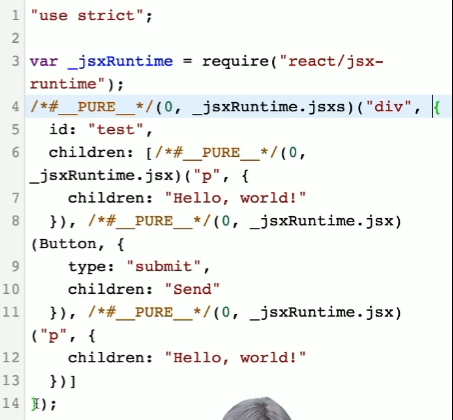 1 "use strict";
2
3 var _jsxRuntime = require("react/jsx-
runtime");
4 /*#__PURE__*/(0, _jsxRuntime.jsxs)("div", {
5   id: "test",
6   children: [/*#__PURE__*/(0,
_jsxRuntime.jsx)("p", {
7     children: "Hello, world!"
8   }), /*#__PURE__*/(0, _jsxRuntime.jsx)
(Button, {
9     type: "submit",
10     children: "Send"
11   }), /*#__PURE__*/(0, _jsxRuntime.jsx)
("p", {
12     children: "Hello, world!"
13   })]
14 });